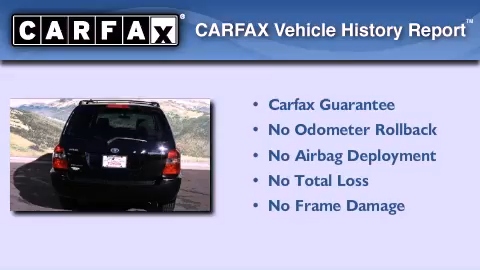 CARFAX®
CARFAX Vehicle History Report™
• Carfax Guarantee
• No Odometer Rollback
• No Airbag Deployment
• No Total Loss
• No Frame Damage